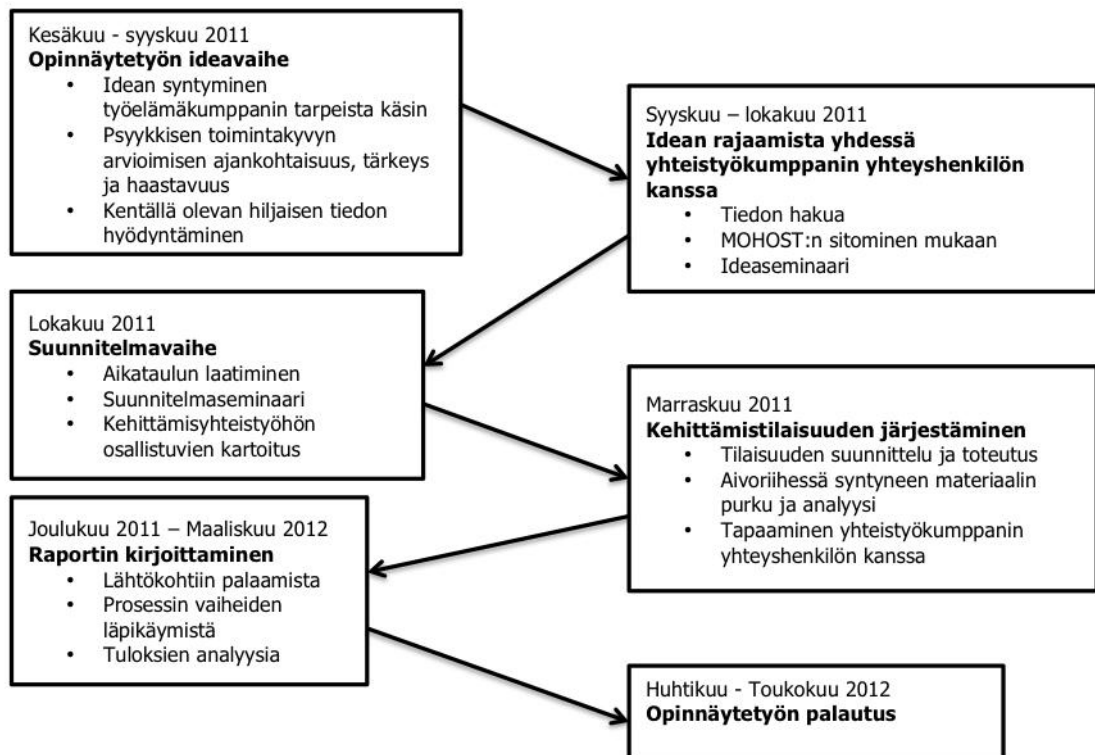 Kesäkuu - syyskuu 2011
Opinnäytetyön ideavaihe
• Idean syntyminen
työelämäkumppanin tarpeista käsin
• Psyykkisen toimintakyvyn
arvioimisen ajankohtaisuus, tärkeys
ja haastavuus
• Kentällä olevan hiljaisen tiedon
hyödyntäminen
Syyskuu – lokakuu 2011
Idean rajaamista yhdessä
yhteistyökumppanin yhteyshenkilön
kanssa
• Tiedon hakua
• MOHOST:n sitominen mukaan
• Ideaseminaari
Lokakuu 2011
Suunnitelmavaihe
• Aikataulun laatiminen
• Suunnitelmaseminaari
• Kehittämisyhteistyöhön
osallistuvien kartoitus
Marraskuu 2011
Kehittämistilaisuuden järjestäminen
• Tilaisuuden suunnittelu ja toteutus
• Aivoriihessä syntyneen materiaalin
purku ja analyysi
• Tapaaminen yhteistyökumppanin
yhteyshenkilön kanssa
Joulukuu 2011 – Maaliskuu 2012
Raportin kirjoittaminen
• Lähtökohtiin palaamista
• Prosessin vaiheiden
läpikäymistä
• Tuloksien analyysia
Huhtikuu - Toukokuu 2012
Opinnäytetyön palautus